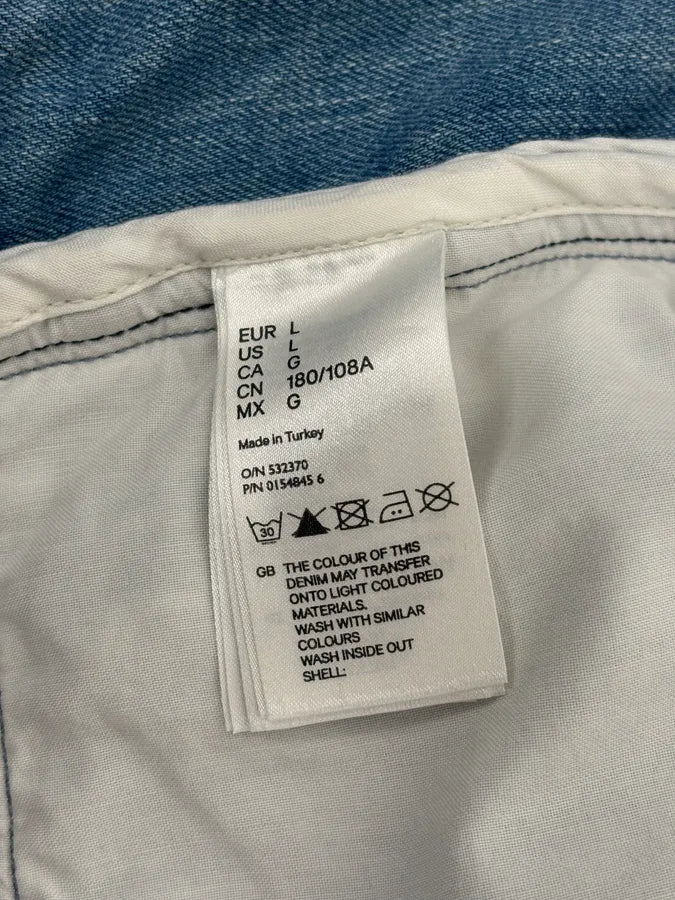 EUR L
US L
CA G
CN 180/108A
MX G
Made in Turkey
O/N 532370
P/N 0154845 6
30
GB THE COLOUR OF THIS
DENIM MAY TRANSFER
ONTO LIGHT COLOURED
MATERIALS.
WASH WITH SIMILAR
COLOURS
WASH INSIDE OUT
SHELL: